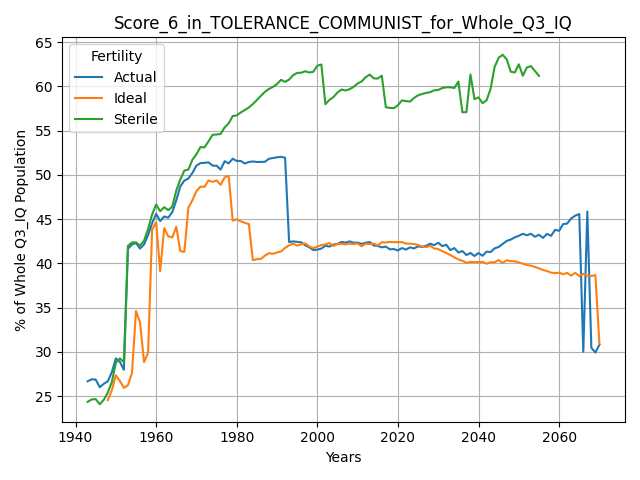 Score_6_in_TOLERANCE_COMMUNIST_for_Whole_Q3_IQ
Fertility
Actual
Ideal
Sterile
% of Whole Q3_IQ Population
65
60
55
50
45
40
35
30
25
1940
1960
1980
2000
2020
2040
2060
Years